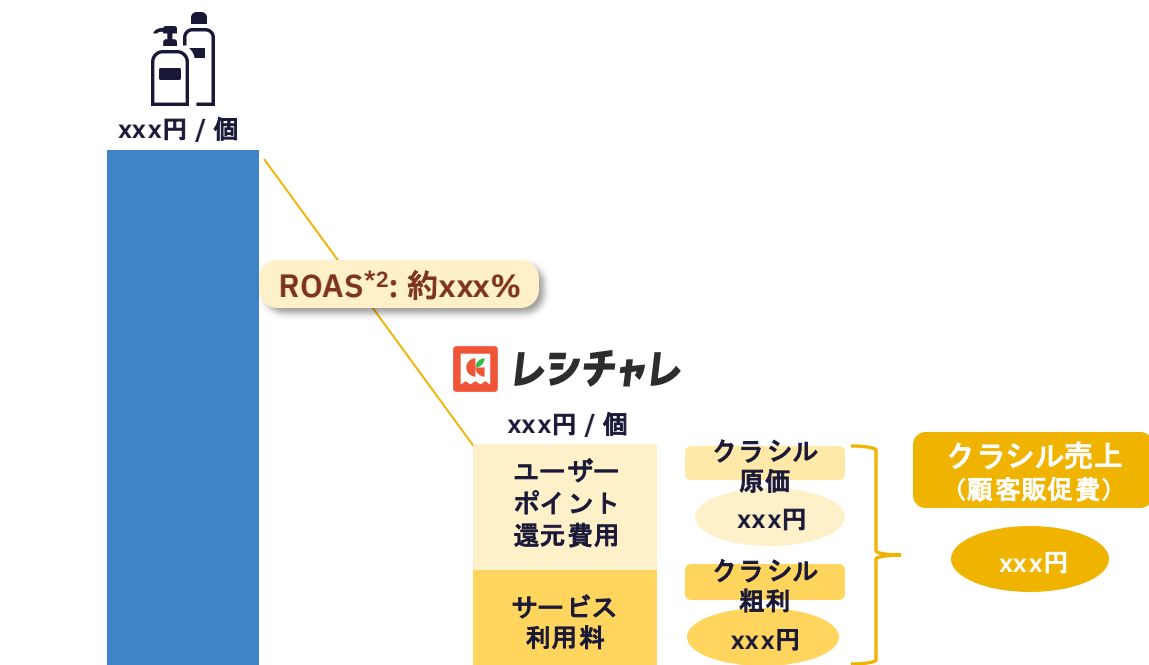 xxx円 / 個
ROAS*2: 約xxx%
レシチャレ
xxx円 / 個
ユーザー
ポイント
還元費用
サービス
利用料
クラシル
原価
xxx円
クラシル
粗利
xxx円
クラシル売上
（顧客販促費）
xxx円